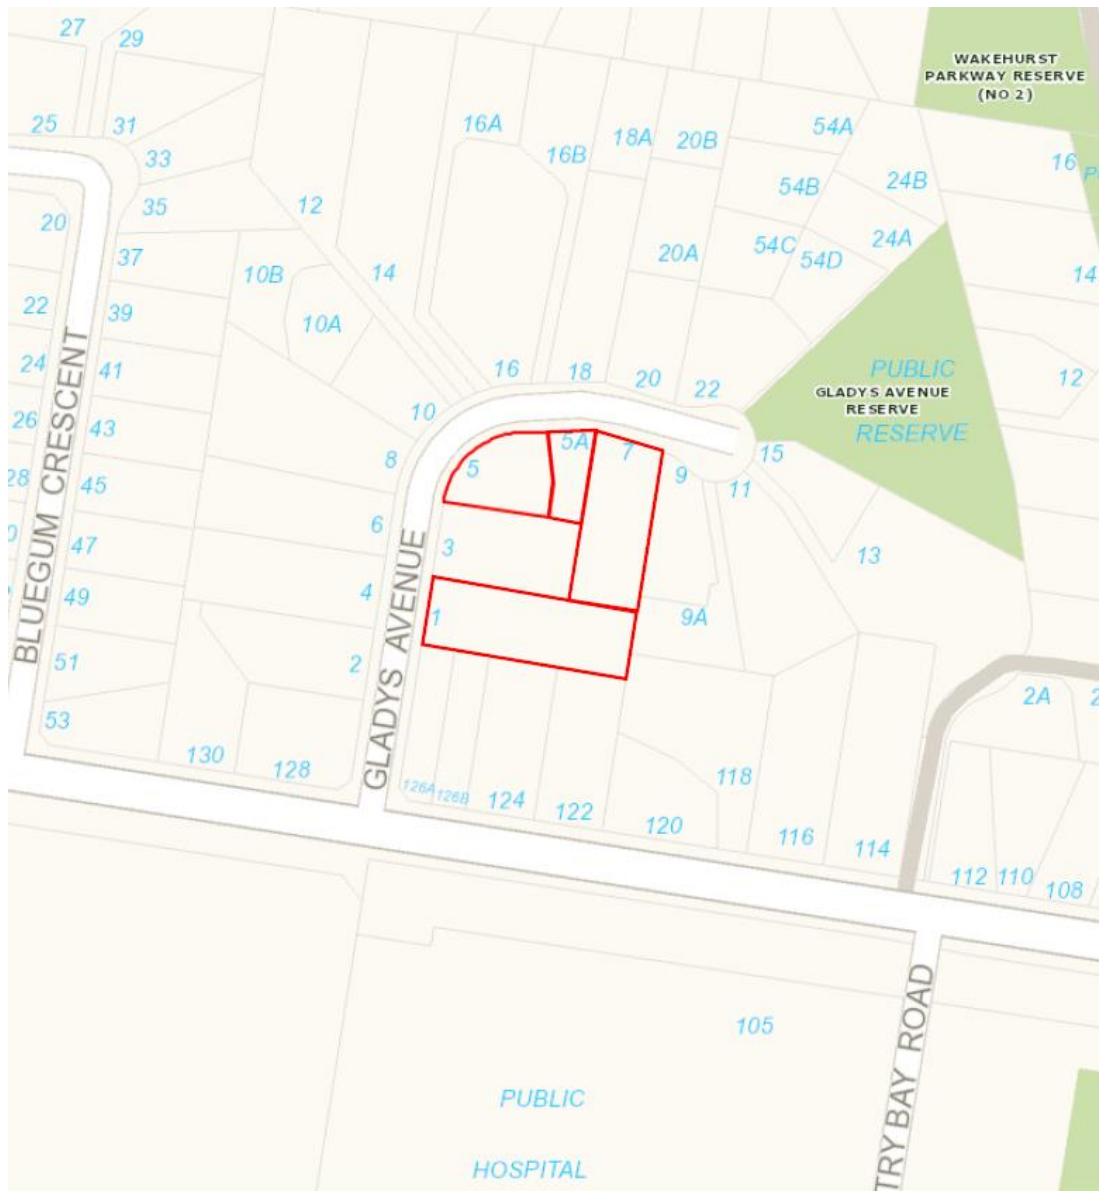 27
29
WAKEHURST
PARKWAY RESERVE
(NO 2)
25
31
16A
18A
20B
54A
33
16B
16
54B
24B
35
12
20
37
14
20A
54C
54D
24A
10B
14
22
39
10A
24
41
16
18
20
22
PUBLIC
GLADYS AVENUE
RESERVE
RESERVE
12
26
43
10
5A
7
8
5
9
15
28
45
11
BLUEGUM CRESCENT
6
3
13
47
49
4
1
9A
GLADYS AVENUE
51
2
2A
53
130
128
126A
126B
124
122
120
118
116
114
112
110
108
105
TRY BAY ROAD
PUBLIC
HOSPITAL